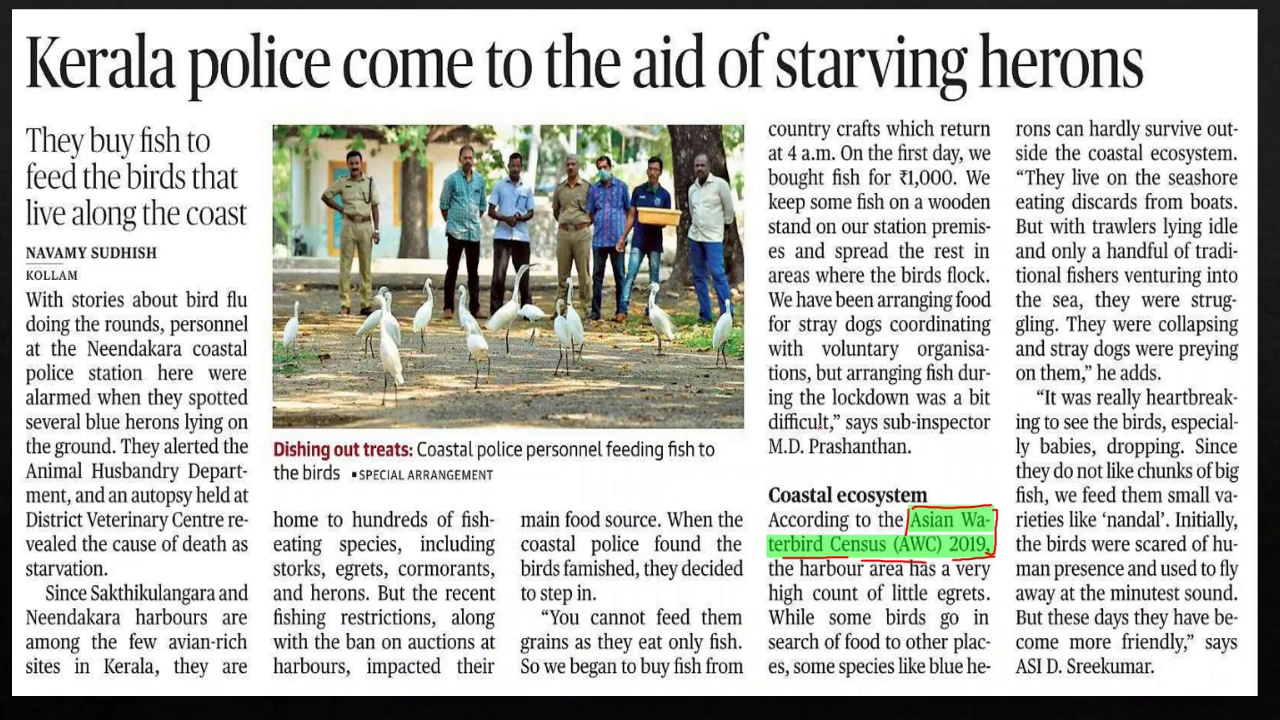 Kerala police come to the aid of starving herons
They buy fish to
feed the birds that
live along the coast
NAVAMY SUDHISH
KOLLAM
With stories about bird flu
doing the rounds, personnel
at the Neendakara coastal
police station here were
alarmed when they spotted
several blue herons lying on
the ground. They alerted the
Animal Husbandry Depart-
ment, and an autopsy held at
District Veterinary Centre re-
vealed the cause of death as
starvation.
Since Sakthikulangara and
Neendakara harbours are
among the few avian-rich
sites in Kerala, they are
Dishing out treats: Coastal police personnel feeding fish to
the birds ▪SPECIAL ARRANGEMENT
home to hundreds of fish-
eating species, including
storks, egrets, cormorants,
and herons. But the recent
fishing restrictions, along
with the ban on auctions at
harbours, impacted their
main food source. When the
coastal police found the
birds famished, they decided
to step in.
“You cannot feed them
grains as they eat only fish.
So we began to buy fish from
country crafts which return
at 4 a.m. On the first day, we
bought fish for ₹1,000. We
keep some fish on a wooden
stand on our station premis-
es and spread the rest in
areas where the birds flock.
We have been arranging food
for stray dogs coordinating
with voluntary organisa-
tions, but arranging fish dur-
ing the lockdown was a bit
difficult,” says sub-inspector
M.D. Prashanthan.
Coastal ecosystem
According to the Asian Wa-
terbird Census (AWC) 2019,
the harbour area has a very
high count of little egrets.
While some birds go in
search of food to other plac-
es, some species like blue he-
rons can hardly survive out-
side the coastal ecosystem.
“They live on the seashore
eating discards from boats.
But with trawlers lying idle
and only a handful of tradi-
tional fishers venturing into
the sea, they were strug-
gling. They were collapsing
and stray dogs were preying
on them,” he adds.
“It was really heartbreak-
ing to see the birds, especial-
ly babies, dropping. Since
they do not like chunks of big
fish, we feed them small va-
rieties like ‘nandal’. Initially,
the birds were scared of hu-
man presence and used to fly
away at the minutest sound.
But these days they have be-
come more friendly,” says
ASI D. Sreekumar.